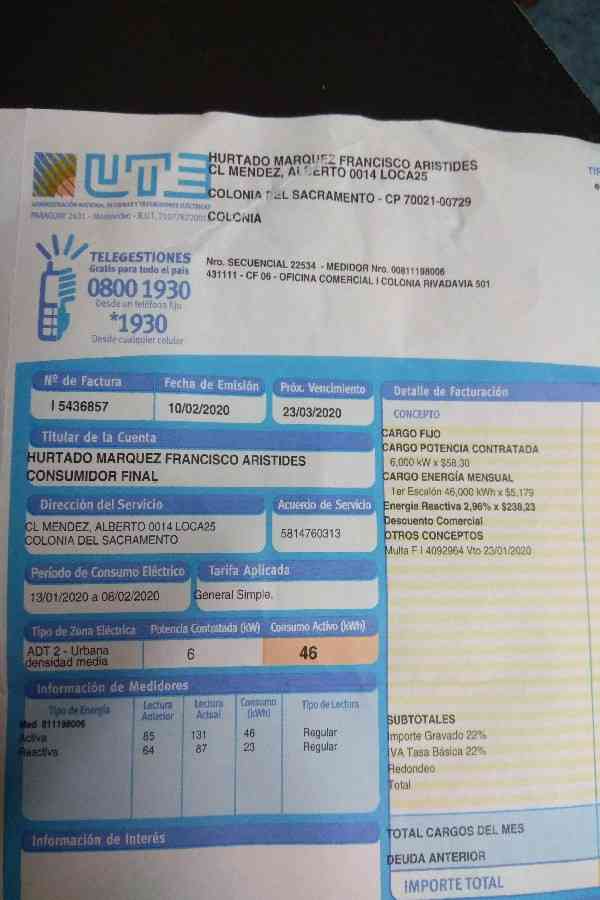 UTE
ADMINISTRACIÓN NACIONAL DE USINAS Y TRASMISIONES ELÉCTRICAS
PARAGUAY 2431 - Montevideo - R.U.T.
HURTADO MARQUEZ FRANCISCO ARISTIDES
CL MENDEZ, ALBERTO 0014 LOCA25
COLONIA DEL SACRAMENTO - CP 70021-00729
COLONIA
TELEGESTIONES
Gratis para todo el país
0800 1930
Desde un teléfono fijo
*1930
Desde cualquier celular
Nro. SECUENCIAL 22534 - MEDIDOR Nro. 00811198006
431111 - CF 06 - OFICINA COMERCIAL I COLONIA RIVADAVIA 501
Nº de Factura Fecha de Emisión Próx. Vencimiento
I 5436857 10/02/2020 23/03/2020
Titular de la Cuenta
HURTADO MARQUEZ FRANCISCO ARISTIDES
CONSUMIDOR FINAL
Dirección del Servicio Acuerdo de Servicio
CL MENDEZ, ALBERTO 0014 LOCA25
COLONIA DEL SACRAMENTO
5814760313
Período de Consumo Eléctrico Tarifa Aplicada
13/01/2020 a 08/02/2020 General Simple.
Tipo de Zona Eléctrica Potencia Contratada (kW) Consumo Activo (kWh)
ADT 2 - Urbana
densidad media
6 46
Información de Medidores
Tipo de Energía Lectura Anterior Lectura Actual Consumo (kWh) Tipo de Lectura
Med 811198006
Activa 85 131 46 Regular
Reactiva 64 87 23 Regular
Información de Interés
Detalle de Facturación
CONCEPTO
CARGO FIJO
CARGO POTENCIA CONTRATADA
6,000 kW x $58,30
CARGO ENERGÍA MENSUAL
1er Escalón 46,000 kWh x $5,179
Energía Reactiva 2,96% x $238,23
Descuento Comercial
OTROS CONCEPTOS
Multa F I 4092964 Vto 23/01/2020
SUBTOTALES
Importe Gravado 22%
IVA Tasa Básica 22%
Redondeo
Total
TOTAL CARGOS DEL MES
DEUDA ANTERIOR
IMPORTE TOTAL